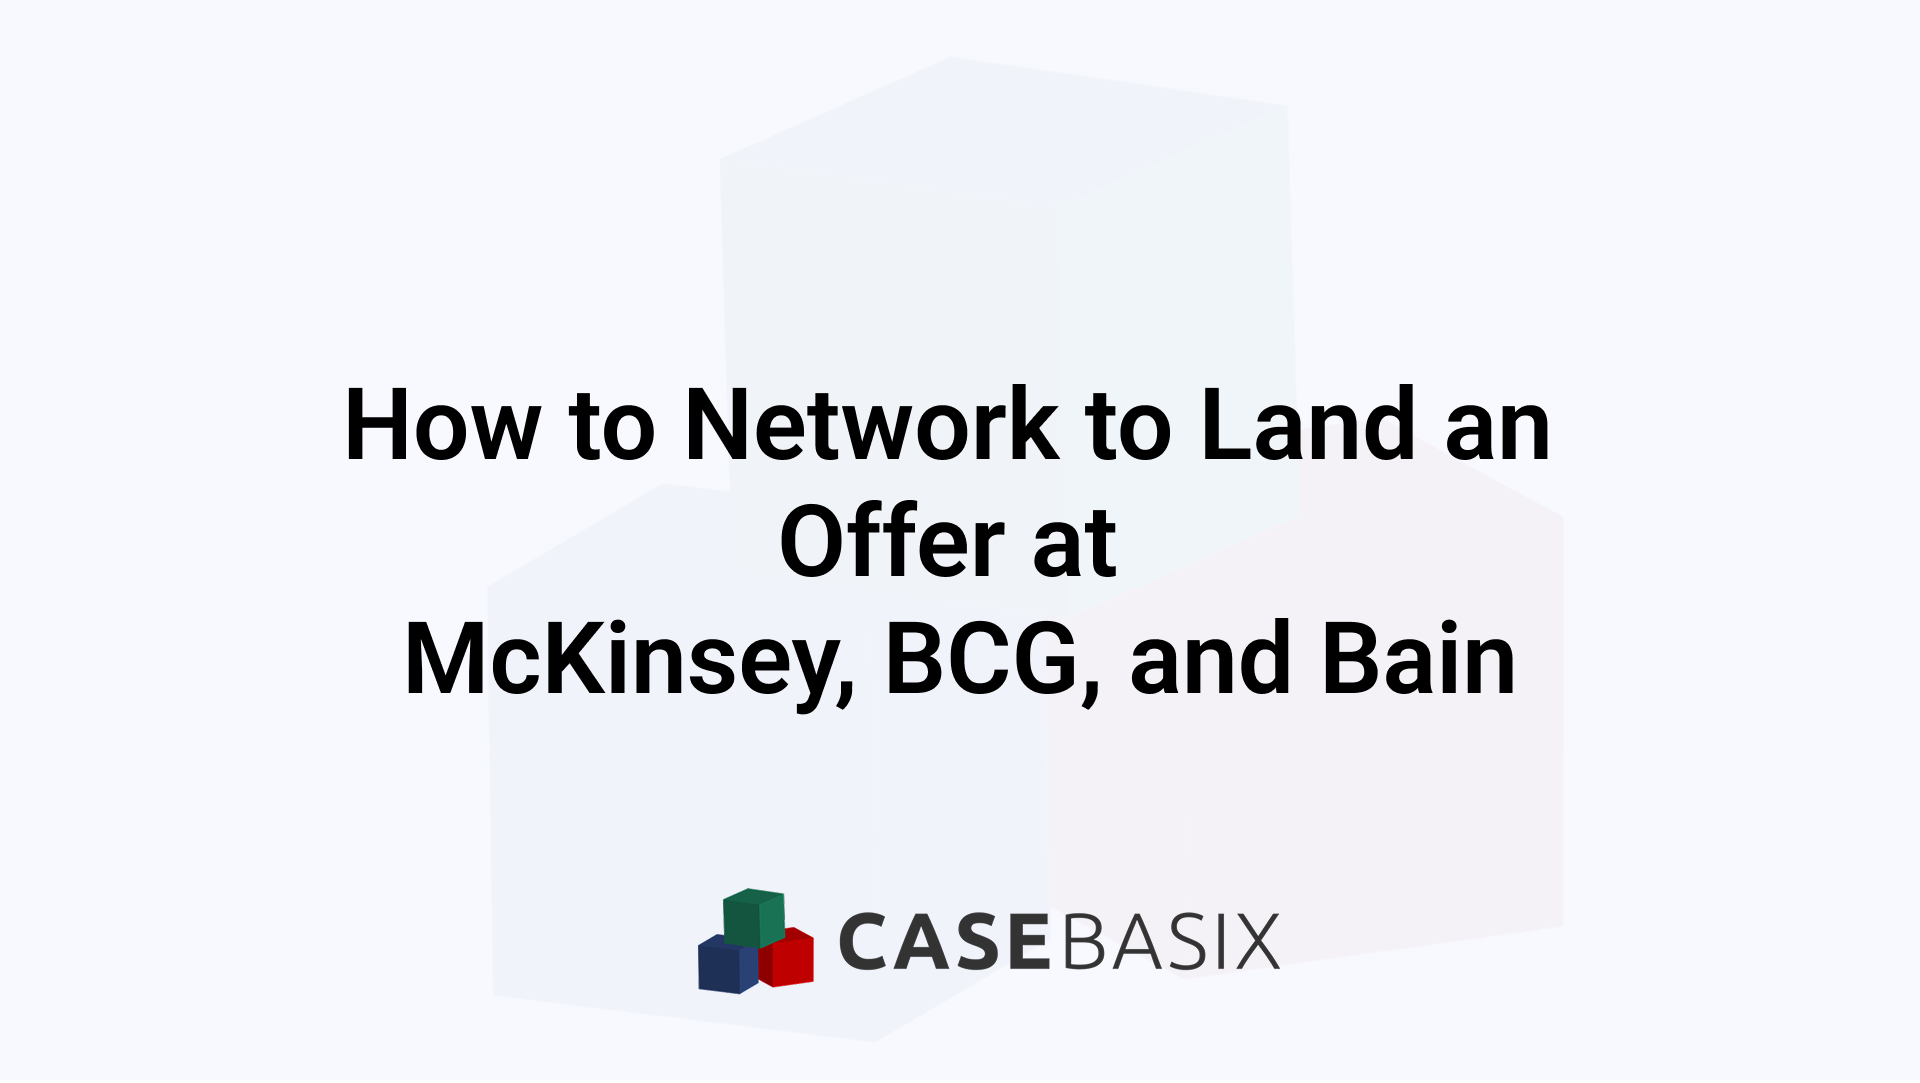 How to Network to Land an
Offer at
McKinsey, BCG, and Bain
CASEBASIX